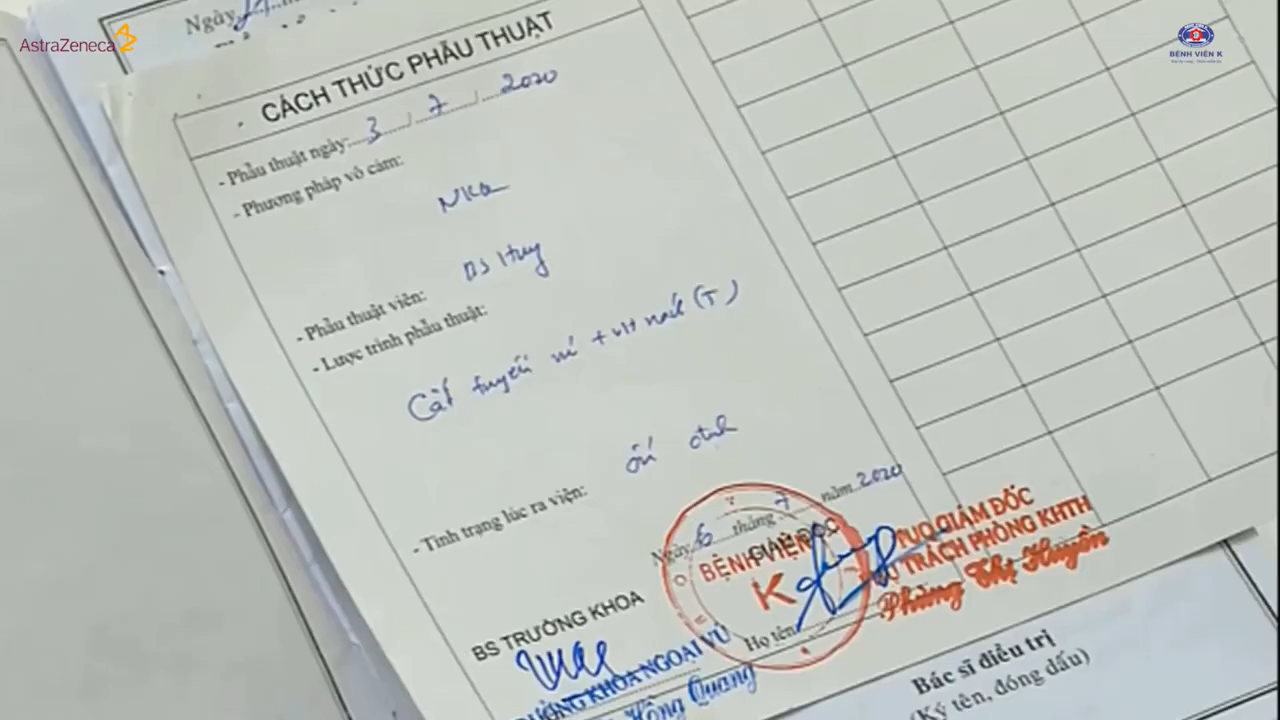 AstraZeneca
BỆNH VIỆN K
Ngày
CÁCH THỨC PHẪU THUẬT
- Phẫu thuật ngày: 3 / 7 / 2020
- Phương pháp vô cảm:
NKQ
BS Huy
- Phẫu thuật viên:
- Lược trình phẫu thuật:
Cắt tuyến vú + vét nách (T)
ổn định
- Tình trạng lúc ra viện:
Ngày 6 tháng 7 năm 2020
GIÁM ĐỐC
BỆNH VIỆN
K
TUQ GIÁM ĐỐC
TRÁCH PHÒNG KHTH
Phùng Thị Huyền
Họ tên
BS TRƯỞNG KHOA
TRƯỞNG KHOA NGOẠI VÚ
Hồng Quang
Bác sĩ điều trị
(Ký tên, đóng dấu)